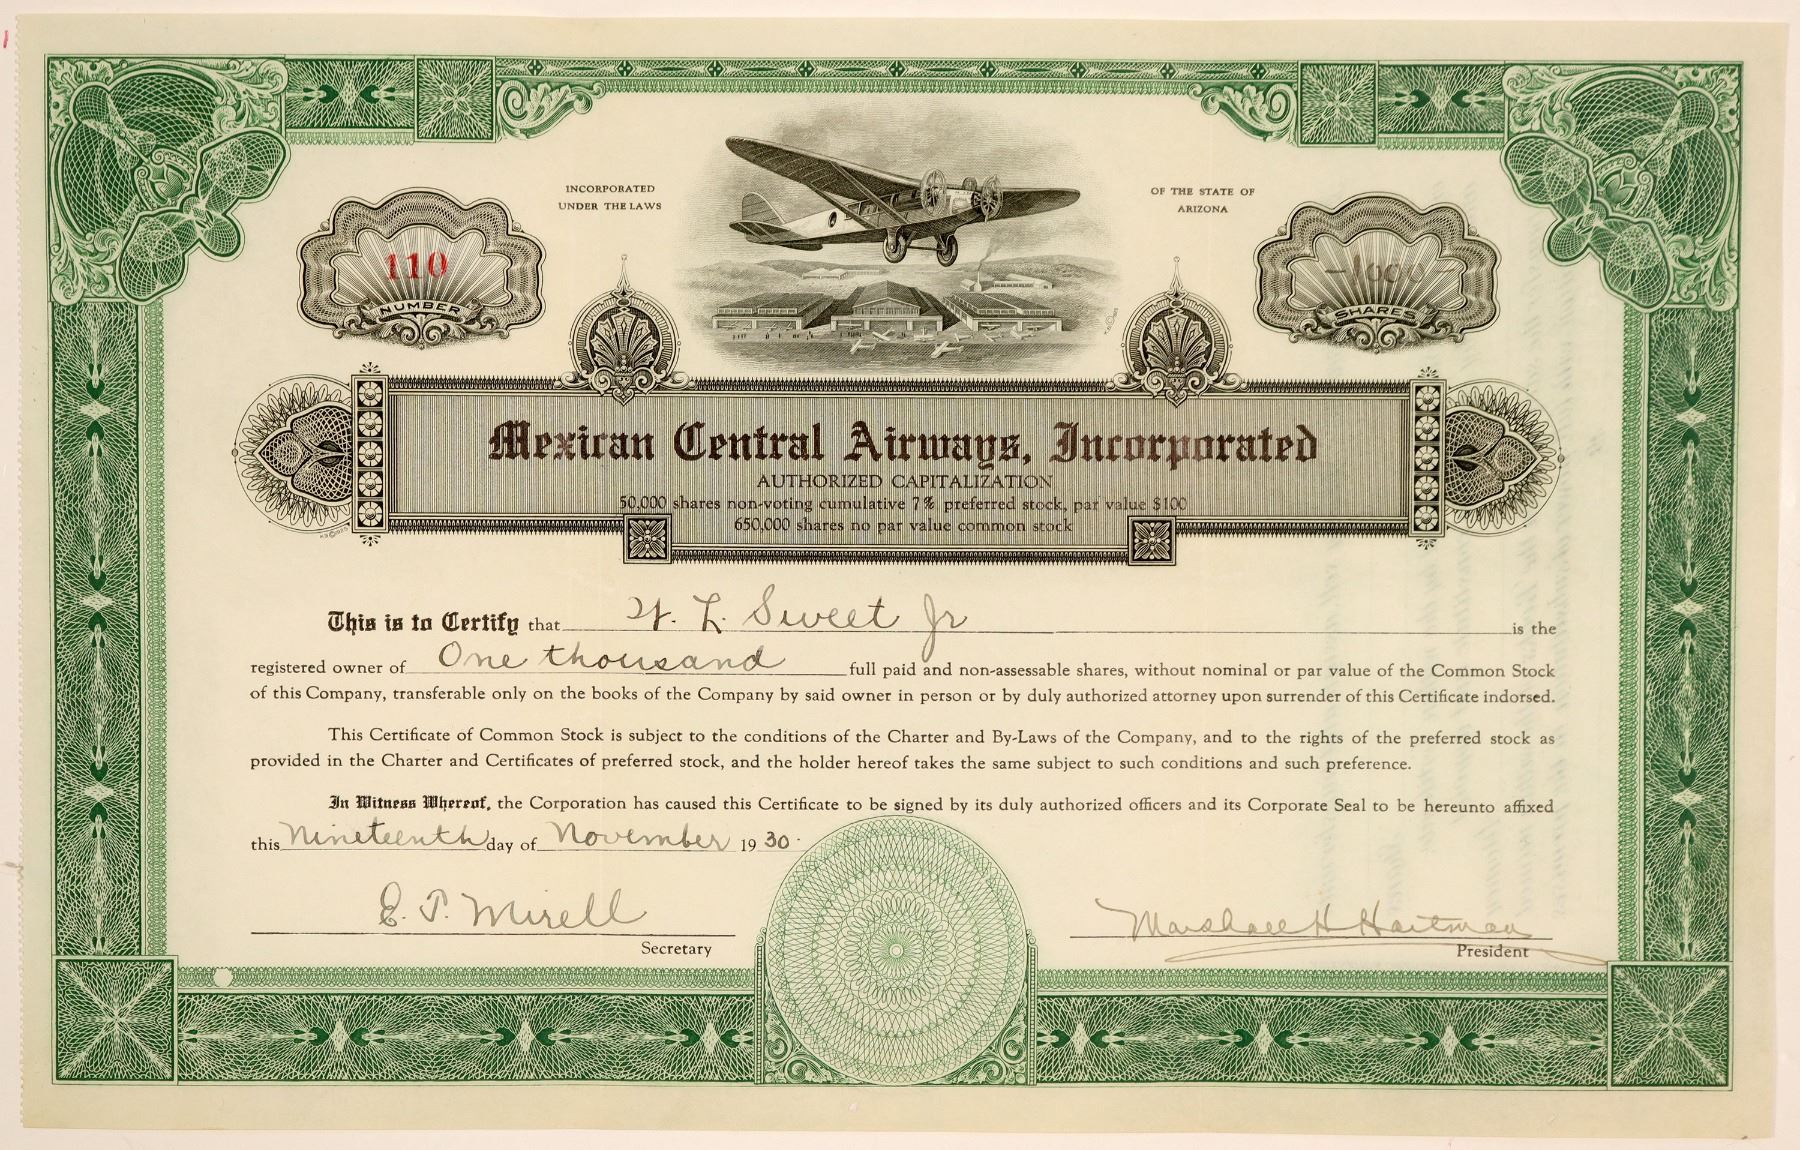 INCORPORATED
UNDER THE LAWS
OF THE STATE OF
ARIZONA
110
NUMBER
-1000-
SHARES
Mexican Central Airways, Incorporated
AUTHORIZED CAPITALIZATION
50,000 shares non-voting cumulative 7% preferred stock, par value $100
650,000 shares no par value common stock
This is to Certify that L. Sweet Jr is the
registered owner of One thousand full paid and non-assessable shares, without nominal or par value of the Common Stock
of this Company, transferable only on the books of the Company by said owner in person or by duly authorized attorney upon surrender of this Certificate indorsed.
This Certificate of Common Stock is subject to the conditions of the Charter and By-Laws of the Company, and to the rights of the preferred stock as
provided in the Charter and Certificates of preferred stock, and the holder hereof takes the same subject to such conditions and such preference.
In Witness Whereof, the Corporation has caused this Certificate to be signed by its duly authorized officers and its Corporate Seal to be hereunto affixed
this Nineteenth day of November 1930.
E. P. Mirell
Secretary
Marshall H Hartman
President